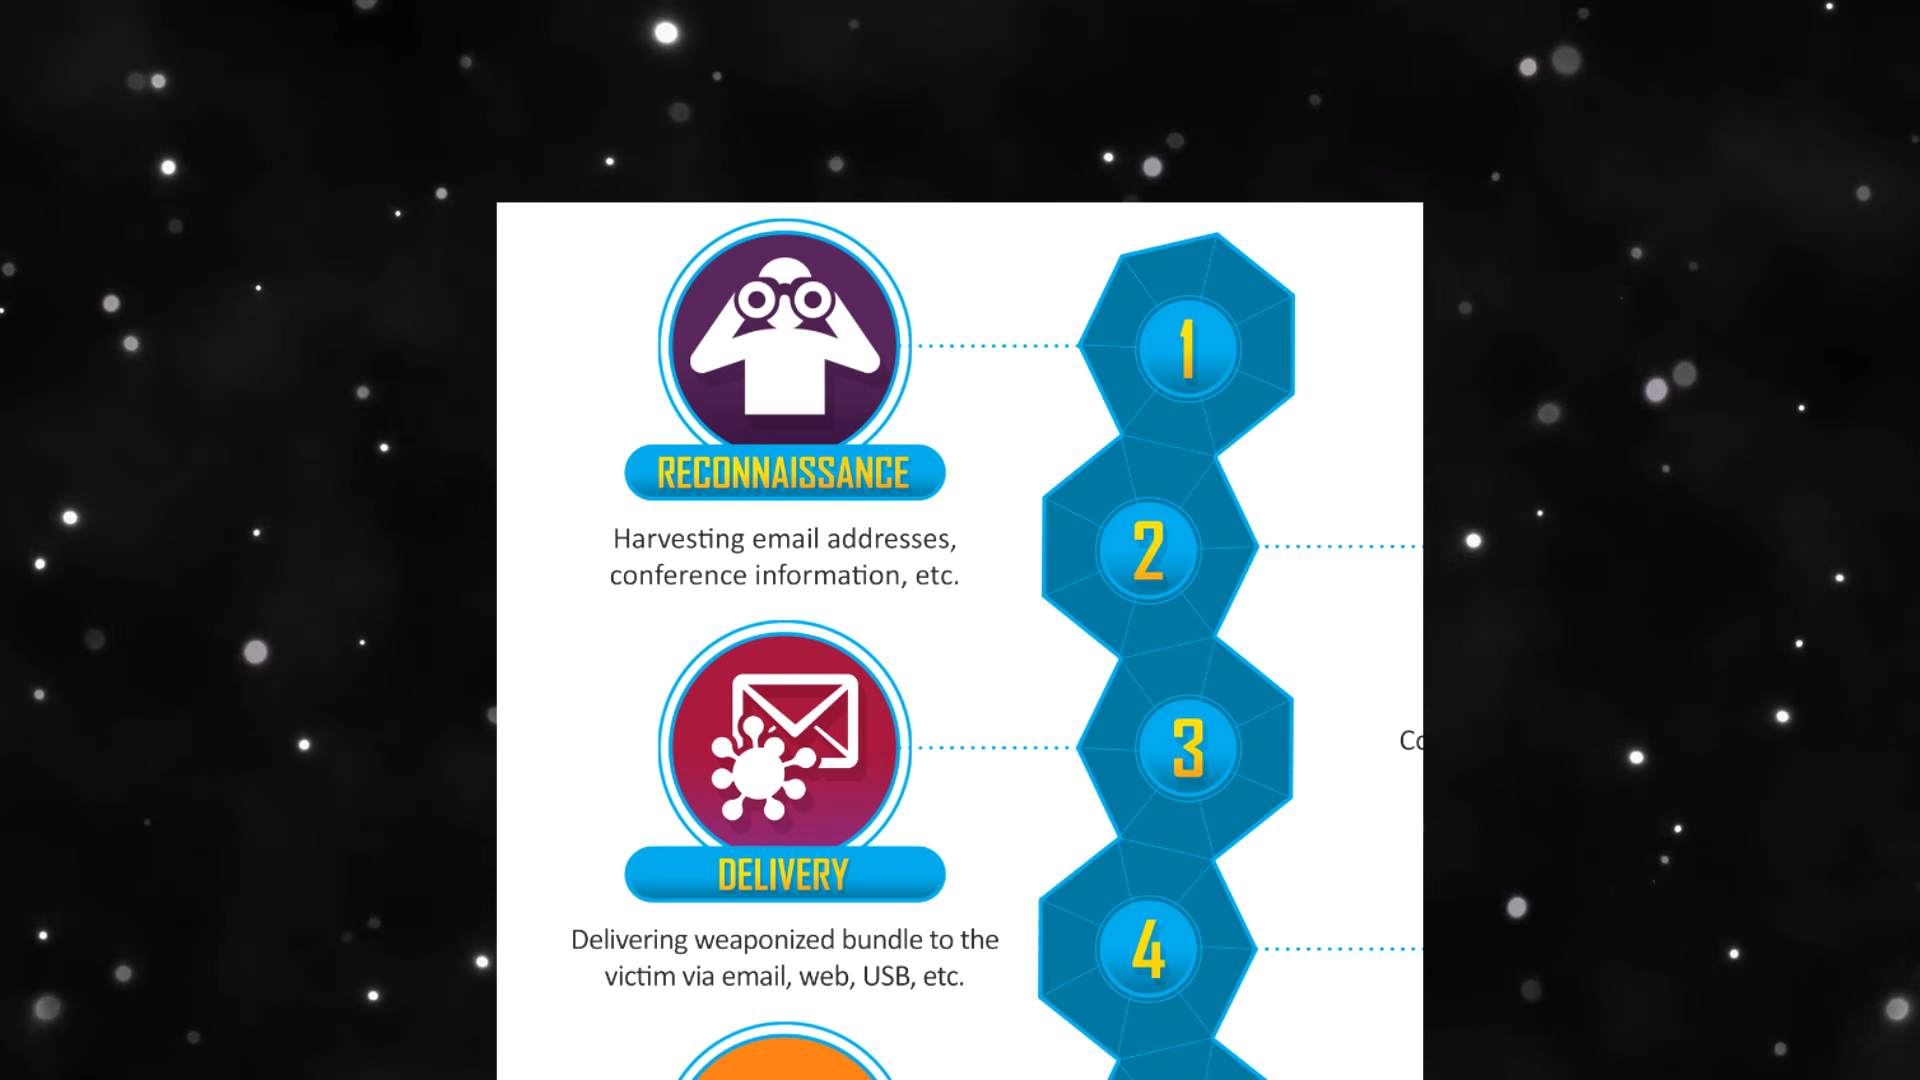 1
RECONNAISSANCE
Harvesting email addresses,
conference information, etc.
2
3
DELIVERY
Delivering weaponized bundle to the
victim via email, web, USB, etc.
4